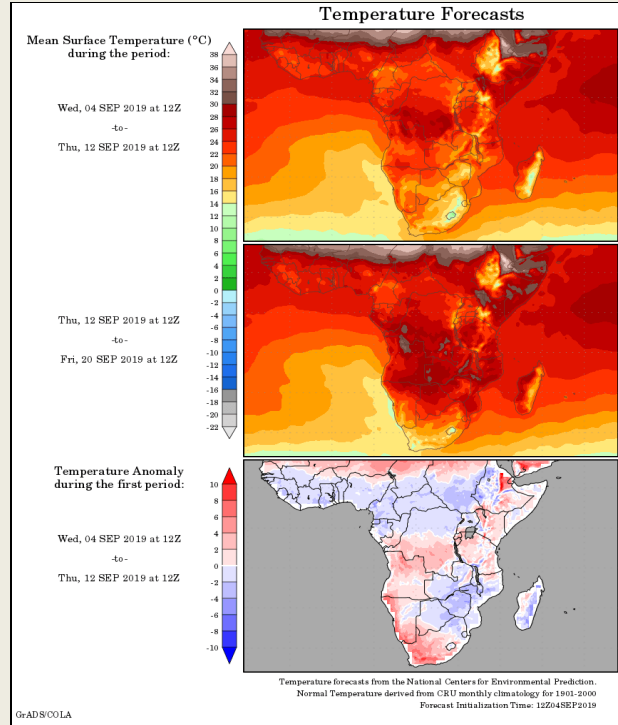 Temperature Forecasts
Mean Surface Temperature (°C)
during the period:
Wed, 04 SEP 2019 at 12Z
-to-
Thu, 12 SEP 2019 at 12Z
38
36
34
32
30
28
26
24
22
20
18
16
14
12
10
8
6
4
2
0
-2
-4
-6
-8
-10
-12
-14
-16
-18
-20
-22
Thu, 12 SEP 2019 at 12Z
-to-
Fri, 20 SEP 2019 at 12Z
Temperature Anomaly
during the first period:
Wed, 04 SEP 2019 at 12Z
-to-
Thu, 12 SEP 2019 at 12Z
10
8
6
4
2
0
-2
-4
-6
-8
-10
Temperature forecasts from the National Centers for Environmental Prediction.
Normal Temperature derived from CRU monthly climatology for 1901-2000
Forecast Initialization Time: 12Z04SEP2019
GrADS/COLA